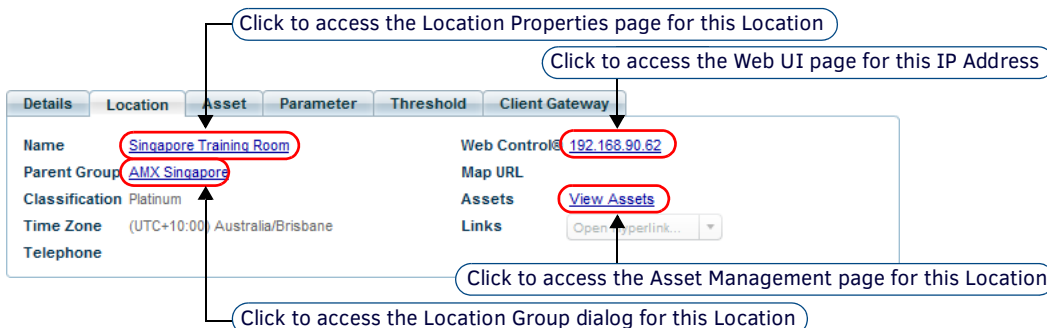 Click to access the Location Properties page for this Location
Click to access the Web UI page for this IP Address
Details Location Asset Parameter Threshold Client Gateway
Name Singapore Training Room Web Control® 192.168.90.62
Parent Group AMX Singapore Map URL
Classification Platinum Assets View Assets
Time Zone (UTC+10:00) Australia/Brisbane Links Open Hyperlink...
Telephone
Click to access the Asset Management page for this Location
Click to access the Location Group dialog for this Location